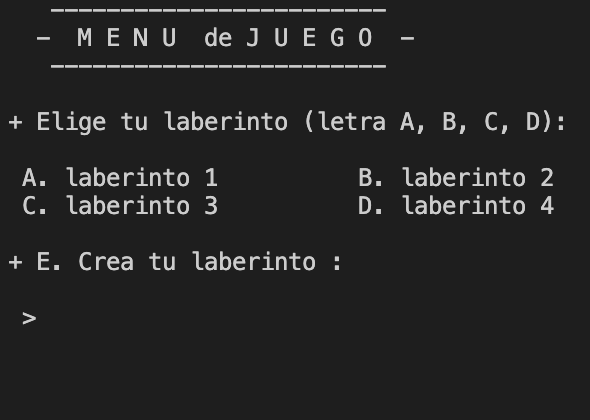 ------------------------
- M E N U de J U E G O -
------------------------
+ Elige tu laberinto (letra A, B, C, D):
A. laberinto 1 B. laberinto 2
C. laberinto 3 D. laberinto 4
+ E. Crea tu laberinto :
>